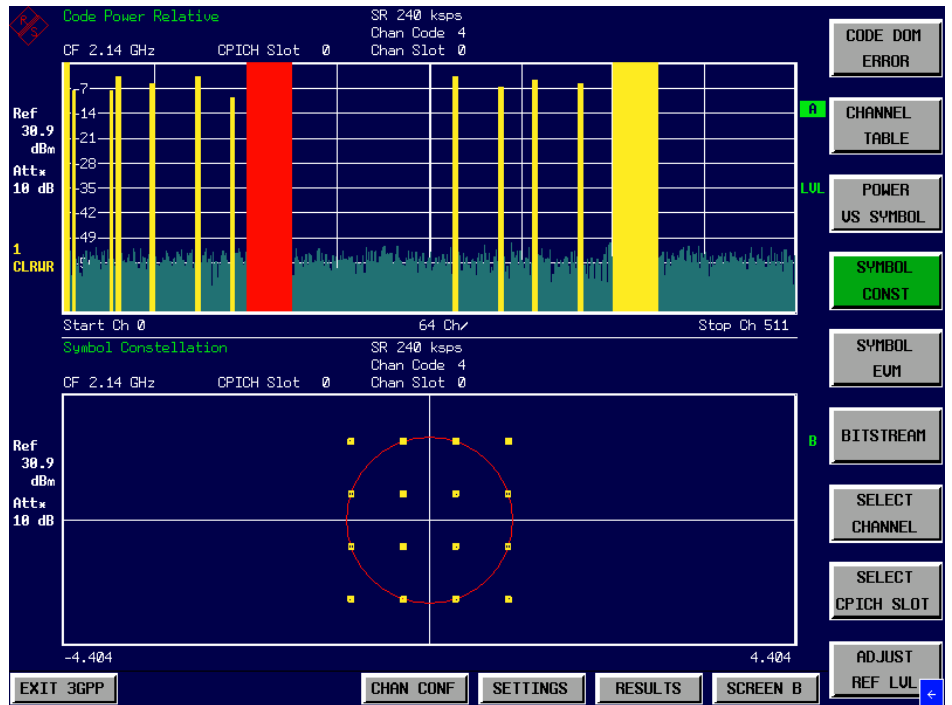 R S
Code Power Relative SR 240 ksps
Chan Code 4
CF 2.14 GHz CPICH Slot 0 Chan Slot 0
Ref
30.9
dBm
Att*
10 dB
1
CLRWR
-7
-14
-21
-28
-35
-42
-49
A
LVL
Start Ch 0 64 Ch/ Stop Ch 511
Symbol Constellation SR 240 ksps
Chan Code 4
CF 2.14 GHz CPICH Slot 0 Chan Slot 0
Ref
30.9
dBm
Att*
10 dB
B
-4.404 4.404
CODE DOM
ERROR
CHANNEL
TABLE
POWER
VS SYMBOL
SYMBOL
CONST
SYMBOL
EVM
BITSTREAM
SELECT
CHANNEL
SELECT
CPICH SLOT
ADJUST
REF LVL
EXIT 3GPP CHAN CONF SETTINGS RESULTS SCREEN B